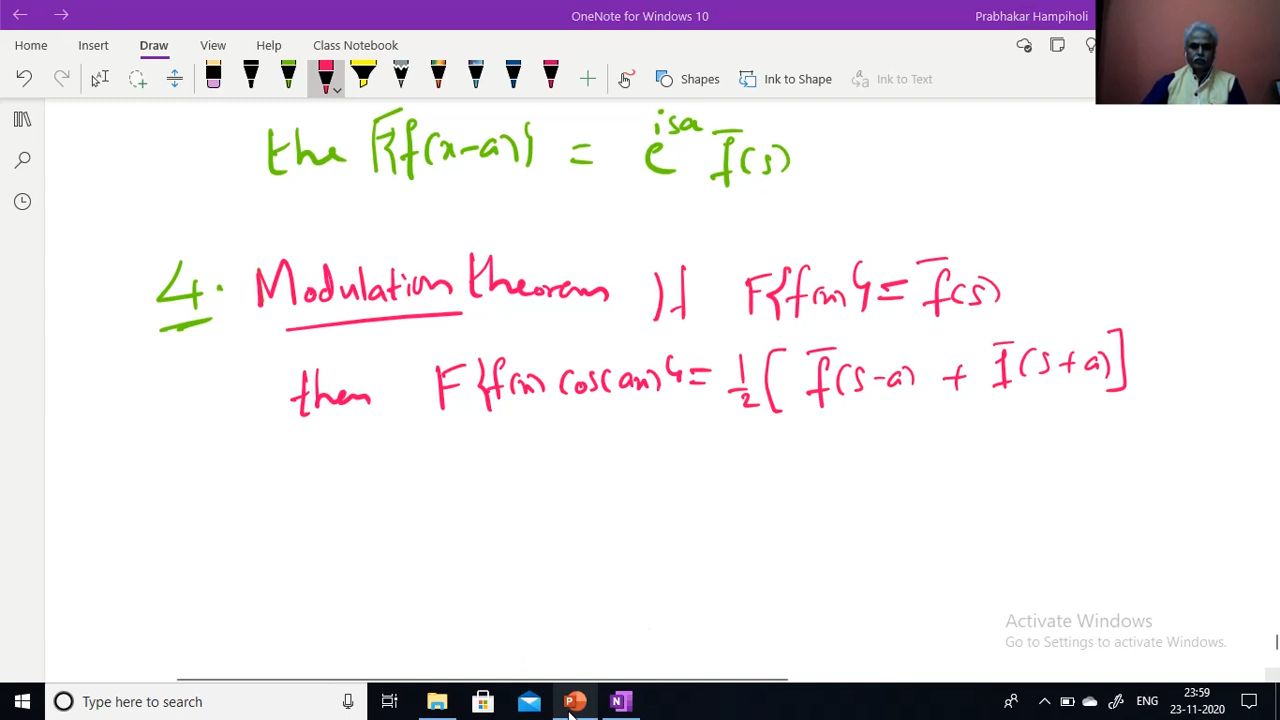 OneNote for Windows 10
Prabhakar Hampiholi
Home Insert Draw View Help Class Notebook
Shapes Ink to Shape Ink to Text
the F{f(x-a)} = e^{isa} f̅(s)
4. Modulation theorem If F{f(x)} = f̅(s)
then F{f(x) cos(ax)} = 1/2 [ f̅(s-a) + f̅(s+a) ]
Activate Windows
Go to Settings to activate Windows.
Type here to search
ENG
23:59
23-11-2020